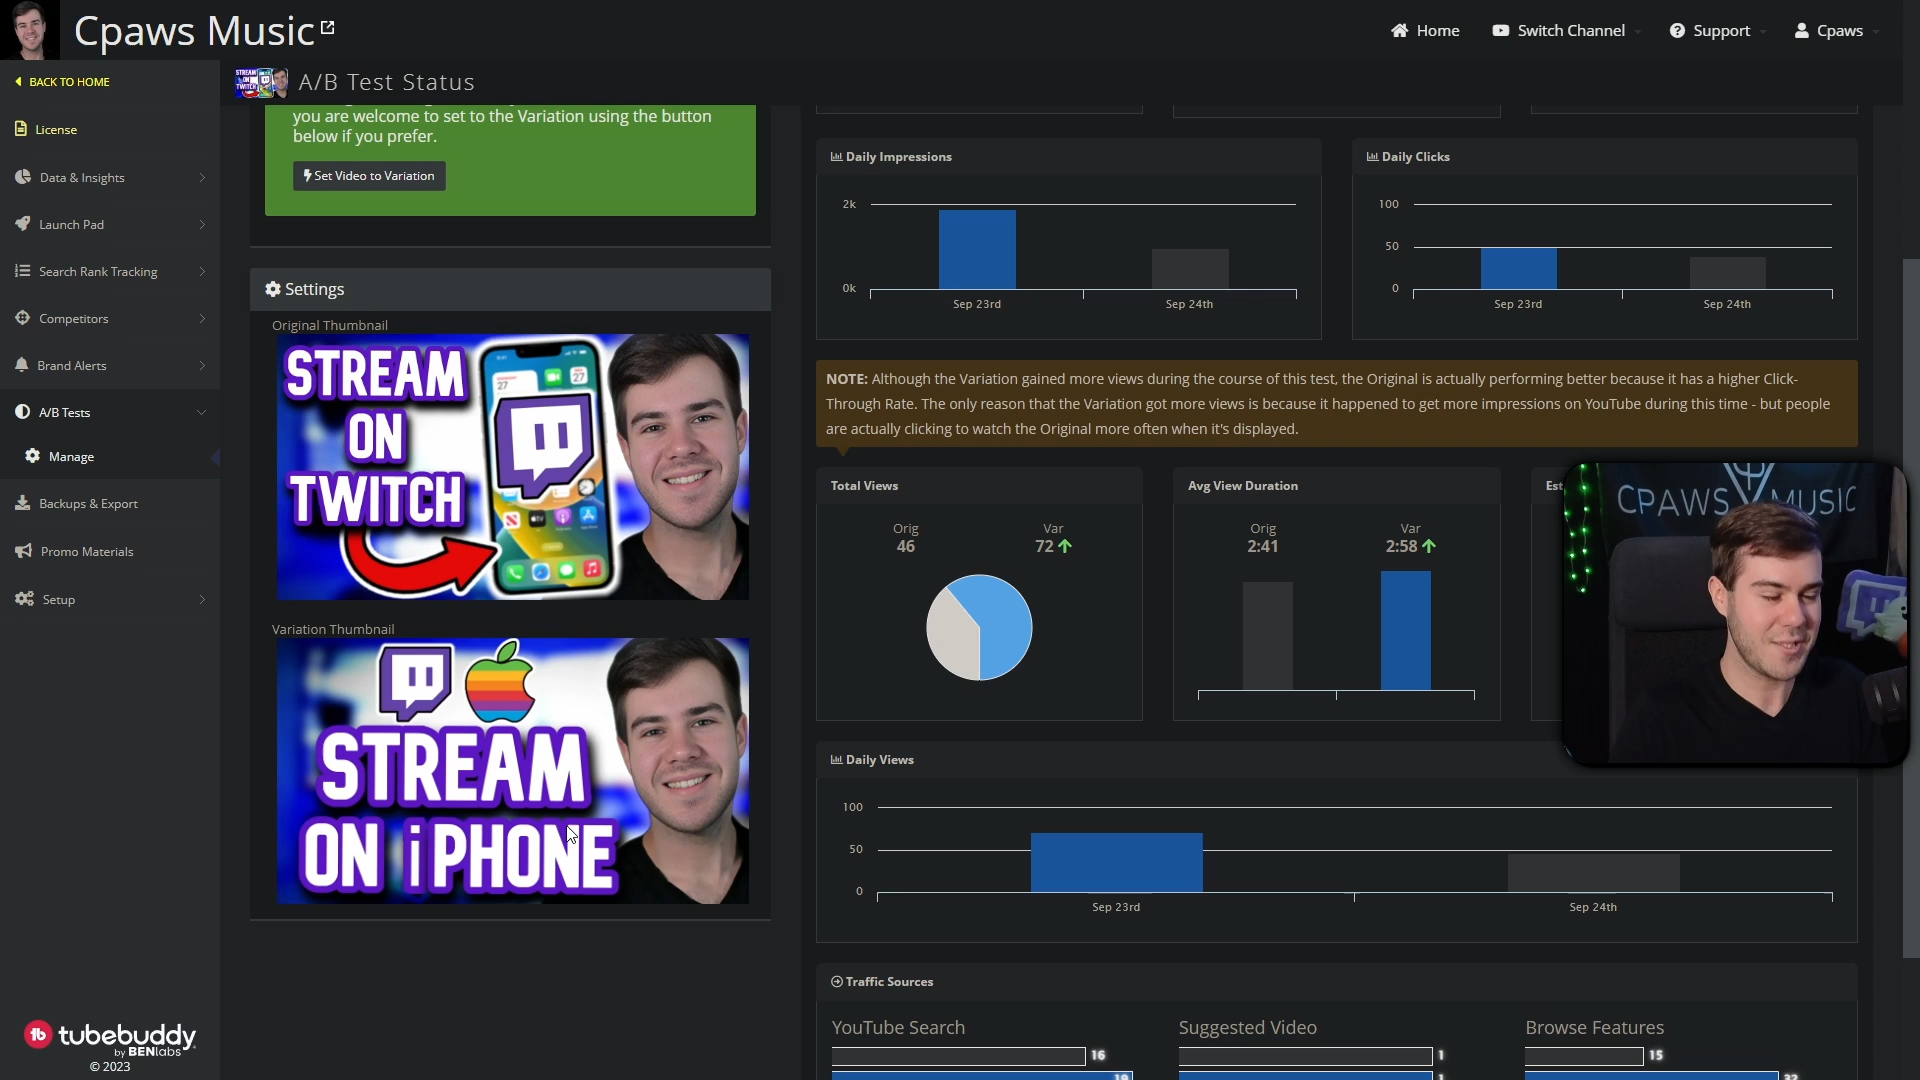 Cpaws Music
Home
Switch Channel
Support
Cpaws
BACK TO HOME
License
Data & Insights
Launch Pad
Search Rank Tracking
Competitors
Brand Alerts
A/B Tests
Manage
Backups & Export
Promo Materials
Setup
tubebuddy
by BENlabs
© 2023
STREAM ON TWITCH
A/B Test Status
you are welcome to set to the Variation using the button
below if you prefer.
Set Video to Variation
Settings
Original Thumbnail
STREAM
ON
TWITCH
27
27
Variation Thumbnail
STREAM
ON iPHONE
Daily Impressions
2k
0k
Sep 23rd
Sep 24th
Daily Clicks
100
50
0
Sep 23rd
Sep 24th
NOTE: Although the Variation gained more views during the course of this test, the Original is actually performing better because it has a higher Click-
Through Rate. The only reason that the Variation got more views is because it happened to get more impressions on YouTube during this time - but people
are actually clicking to watch the Original more often when it's displayed.
Total Views
Orig
46
Var
72
Avg View Duration
Orig
2:41
Var
2:58
Est
CPAWS MUSIC
Daily Views
100
50
0
Sep 23rd
Sep 24th
Traffic Sources
YouTube Search
16
19
Suggested Video
1
1
Browse Features
15
32